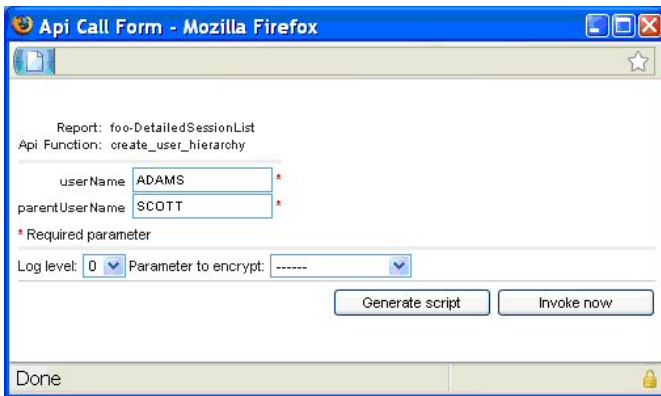 Api Call Form - Mozilla Firefox
Report: foo-DetailedSessionList
Api Function: create_user_hierarchy
userName ADAMS *
parentUserName SCOTT *
* Required parameter
Log level: 0 Parameter to encrypt: ------
Generate script Invoke now
Done